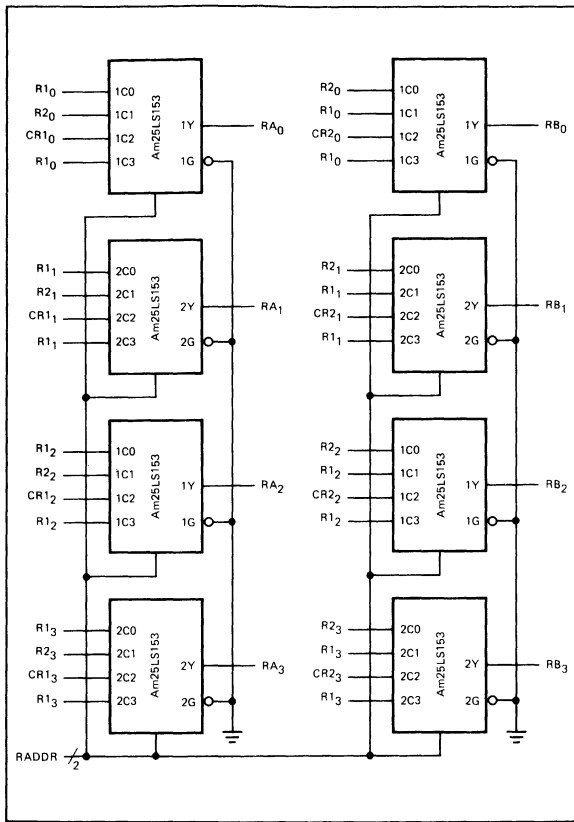 R1₀ 1C0
R2₀ 1C1
CR1₀ 1C2
R1₀ 1C3
Am25LS153
1Y RA₀
1G
R2₀ 1C0
R1₀ 1C1
CR2₀ 1C2
R1₀ 1C3
Am25LS153
1Y RB₀
1G
R1₁ 2C0
R2₁ 2C1
CR1₁ 2C2
R1₁ 2C3
Am25LS153
2Y RA₁
2G
R2₁ 2C0
R1₁ 2C1
CR2₁ 2C2
R1₁ 2C3
Am25LS153
2Y RB₁
2G
R1₂ 1C0
R2₂ 1C1
CR1₂ 1C2
R1₂ 1C3
Am25LS153
1Y RA₂
1G
R2₂ 1C0
R1₂ 1C1
CR2₂ 1C2
R1₂ 1C3
Am25LS153
1Y RB₂
1G
R1₃ 2C0
R2₃ 2C1
CR1₃ 2C2
R1₃ 2C3
Am25LS153
2Y RA₃
2G
R2₃ 2C0
R1₃ 2C1
CR2₃ 2C2
R1₃ 2C3
Am25LS153
2Y RB₃
2G
RADDR 2